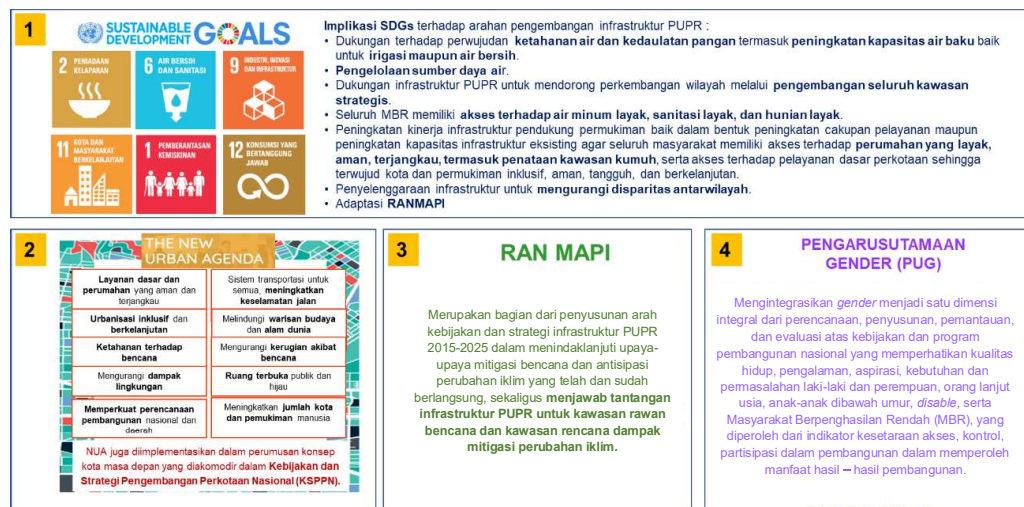 1
SUSTAINABLE
DEVELOPMENT
GOALS
2 PENIADAAN
KELAPARAN
6 AIR BERSIH
DAN SANITASI
9 INDUSTRI, INOVASI
DAN INFRASTRUKTUR
11 KOTA DAN
MASYARAKAT
BERKELANJUTAN
1 PEMBERANTASAN
KEMISKINAN
12 KONSUMSI YANG
BERTANGGUNG
JAWAB
Implikasi SDGs terhadap arahan pengembangan infrastruktur PUPR :
• Dukungan terhadap perwujudan ketahanan air dan kedaulatan pangan termasuk peningkatan kapasitas air baku baik
untuk irigasi maupun air bersih.
• Pengelolaan sumber daya air.
• Dukungan infrastruktur PUPR untuk mendorong perkembangan wilayah melalui pengembangan seluruh kawasan
strategis.
• Seluruh MBR memiliki akses terhadap air minum layak, sanitasi layak, dan hunian layak.
• Peningkatan kinerja infrastruktur pendukung permukiman baik dalam bentuk peningkatan cakupan pelayanan maupun
peningkatan kapasitas infrastruktur eksisting agar seluruh masyarakat memiliki akses terhadap perumahan yang layak,
aman, terjangkau, termasuk penataan kawasan kumuh, serta akses terhadap pelayanan dasar perkotaan sehingga
terwujud kota dan permukiman inklusif, aman, tangguh, dan berkelanjutan.
• Penyelenggaraan infrastruktur untuk mengurangi disparitas antarwilayah.
• Adaptasi RANMAPI
2
THE NEW
URBAN AGENDA
Layanan dasar dan
perumahan yang aman dan
terjangkau
Sistem transportasi untuk
semua, meningkatkan
keselamatan jalan
Urbanisasi inklusif dan
berkelanjutan
Melindungi warisan budaya
dan alam dunia
Ketahanan terhadap
bencana
Mengurangi kerugian akibat
bencana
Mengurangi dampak
lingkungan
Ruang terbuka publik dan
hijau
Memperkuat perencanaan
pembangunan nasional dan
daerah
Meningkatkan jumlah kota
dan pemukiman manusia
NUA juga diimplementasikan dalam perumusan konsep
kota masa depan yang diakomodir dalam Kebijakan dan
Strategi Pengembangan Perkotaan Nasional (KSPPN).
3
RAN MAPI
Merupakan bagian dari penyusunan arah
kebijakan dan strategi infrastruktur PUPR
2015-2025 dalam menindaklanjuti upaya-
upaya mitigasi bencana dan antisipasi
perubahan iklim yang telah dan sudah
berlangsung, sekaligus menjawab tantangan
infrastruktur PUPR untuk kawasan rawan
bencana dan kawasan rencana dampak
mitigasi perubahan iklim.
4
PENGARUSUTAMAAN
GENDER (PUG)
Mengintegrasikan gender menjadi satu dimensi
integral dari perencanaan, penyusunan, pemantauan,
dan evaluasi atas kebijakan dan program
pembangunan nasional yang memperhatikan kualitas
hidup, pengalaman, aspirasi, kebutuhan dan
permasalahan laki-laki dan perempuan, orang lanjut
usia, anak-anak dibawah umur, disable, serta
Masyarakat Berpenghasilan Rendah (MBR), yang
diperoleh dari indikator kesetaraan akses, kontrol,
partisipasi dalam pembangunan dalam memperoleh
manfaat hasil – hasil pembangunan.